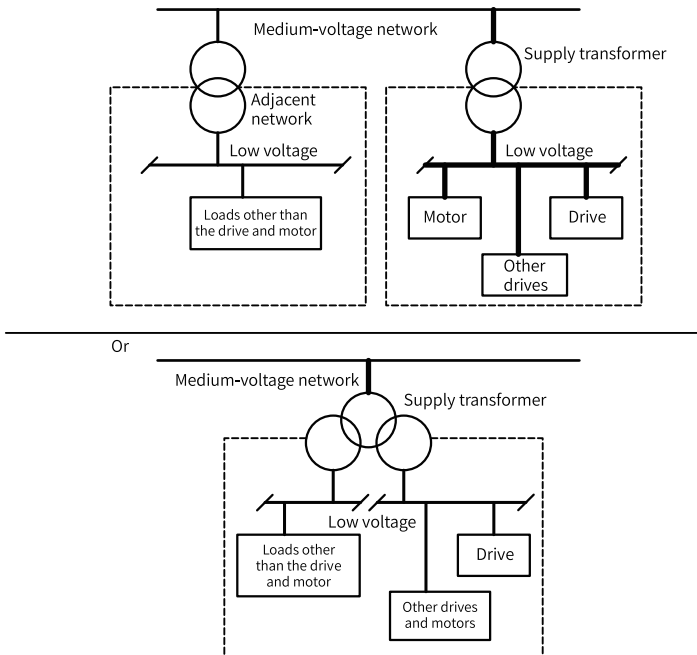 Medium-voltage network
Supply transformer
Adjacent
network
Low voltage
Low voltage
Loads other than
the drive and motor
Motor
Drive
Other
drives
Or
Medium-voltage network
Supply transformer
Low voltage
Loads other
than the drive
and motor
Drive
Other drives
and motors